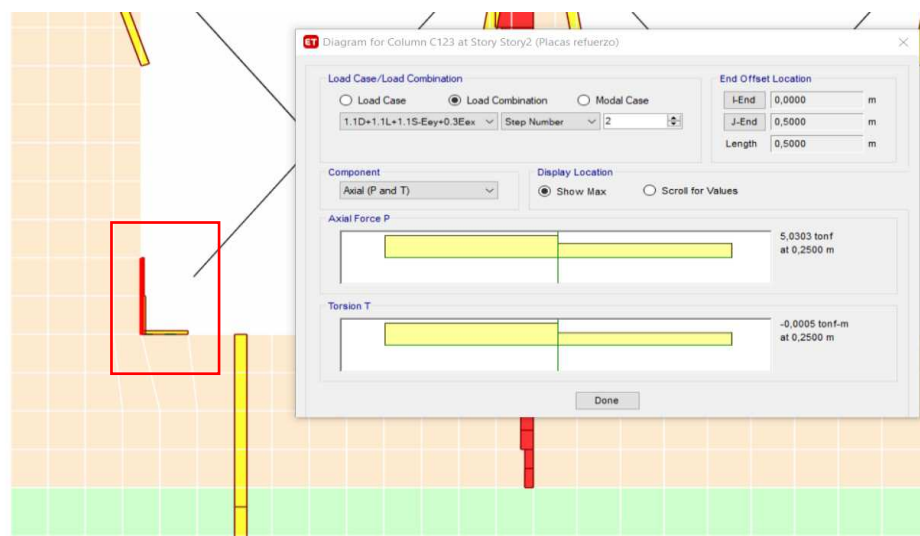 ET Diagram for Column C123 at Story Story2 (Placas refuerzo)
Load Case/Load Combination
Load Case Load Combination Modal Case
1.1D+1.1L+1.1S-Eey+0.3Eex Step Number 2
End Offset Location
I-End 0,0000 m
J-End 0,5000 m
Length 0,5000 m
Component
Axial (P and T)
Display Location
Show Max Scroll for Values
Axial Force P
5,0303 tonf
at 0,2500 m
Torsion T
-0,0005 tonf-m
at 0,2500 m
Done